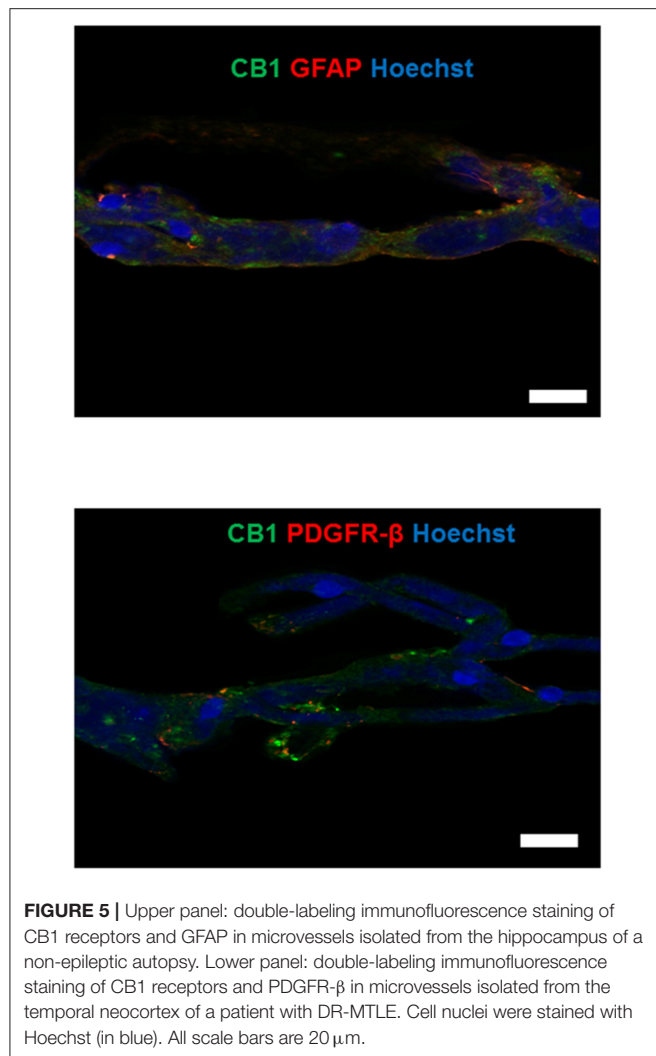 CB1 GFAP Hoechst
CB1 PDGFR-β Hoechst
FIGURE 5 | Upper panel: double-labeling immunofluorescence staining of
CB1 receptors and GFAP in microvessels isolated from the hippocampus of a
non-epileptic autopsy. Lower panel: double-labeling immunofluorescence
staining of CB1 receptors and PDGFR-β in microvessels isolated from the
temporal neocortex of a patient with DR-MTLE. Cell nuclei were stained with
Hoechst (in blue). All scale bars are 20 μm.